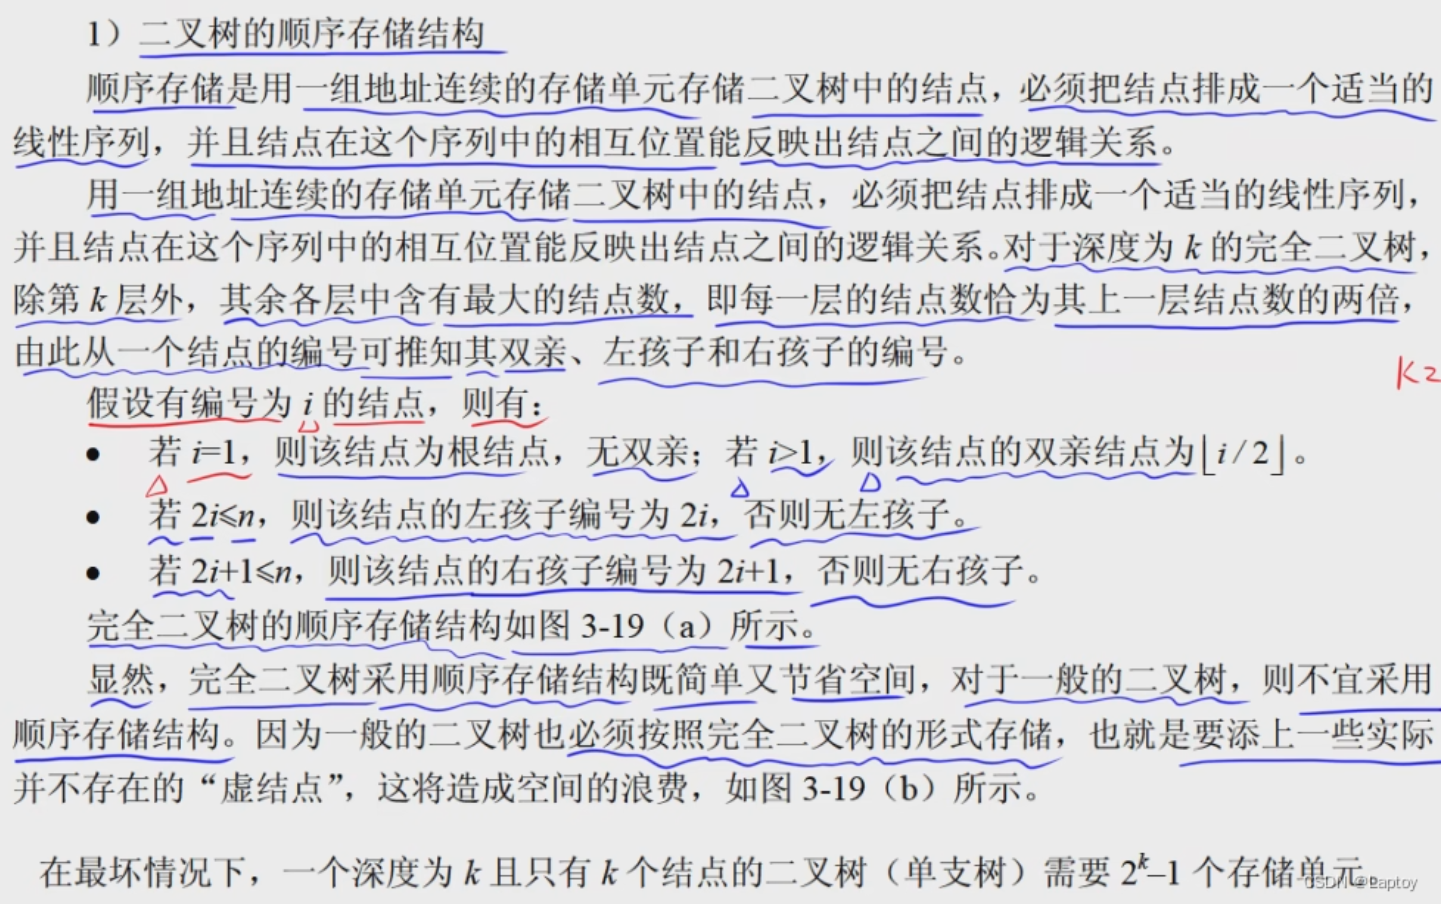 1）二叉树的顺序存储结构
顺序存储是用一组地址连续的存储单元存储二叉树中的结点，必须把结点排成一个适当的
线性序列，并且结点在这个序列中的相互位置能反映出结点之间的逻辑关系。
用一组地址连续的存储单元存储二叉树中的结点，必须把结点排成一个适当的线性序列，
并且结点在这个序列中的相互位置能反映出结点之间的逻辑关系。对于深度为 k 的完全二叉树，
除第 k 层外，其余各层中含有最大的结点数，即每一层的结点数恰为其上一层结点数的两倍，
由此从一个结点的编号可推知其双亲、左孩子和右孩子的编号。
K2
假设有编号为 i 的结点，则有：
● 若 i=1，则该结点为根结点，无双亲；若 i>1，则该结点的双亲结点为⌊i / 2⌋。
● 若 2i≤n，则该结点的左孩子编号为 2i，否则无左孩子。
● 若 2i+1≤n，则该结点的右孩子编号为 2i+1，否则无右孩子。
完全二叉树的顺序存储结构如图 3-19（a）所示。
显然，完全二叉树采用顺序存储结构既简单又节省空间，对于一般的二叉树，则不宜采用
顺序存储结构。因为一般的二叉树也必须按照完全二叉树的形式存储，也就是要添上一些实际
并不存在的“虚结点”，这将造成空间的浪费，如图 3-19（b）所示。
在最坏情况下，一个深度为 k 且只有 k 个结点的二叉树（单支树）需要 2^k–1 个存储单元。
CSDN @Laptoy